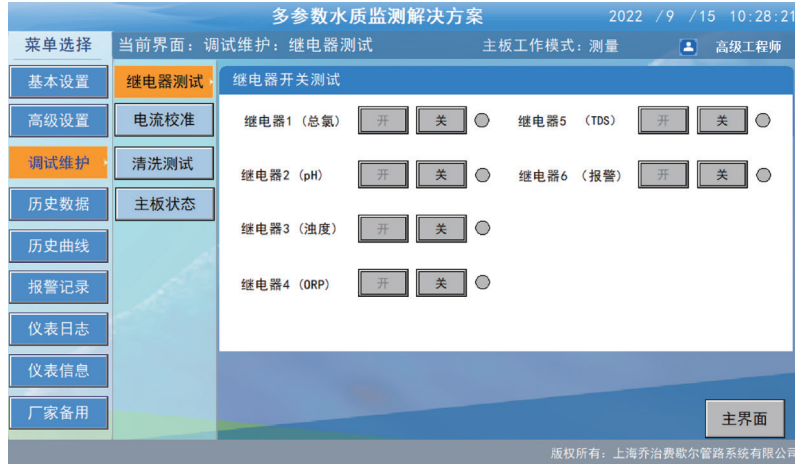 多参数水质监测解决方案 2022 /9 /15 10:28:21
菜单选择 当前界面：调试维护：继电器测试 主板工作模式：测量 高级工程师
基本设置
高级设置
调试维护
历史数据
历史曲线
报警记录
仪表日志
仪表信息
厂家备用
继电器测试
电流校准
清洗测试
主板状态
继电器开关测试
继电器1（总氯） 开 关 继电器5 （TDS） 开 关
继电器2（pH） 开 关 继电器6 （报警） 开 关
继电器3（浊度） 开 关
继电器4（ORP） 开 关
主界面
版权所有：上海乔治费歇尔管路系统有限公司